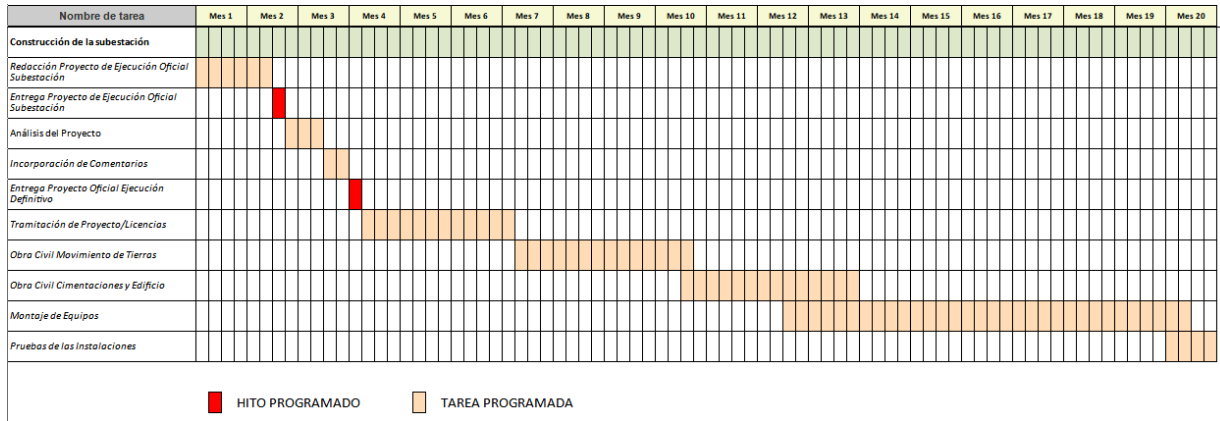 Nombre de tarea Mes 1 Mes 2 Mes 3 Mes 4 Mes 5 Mes 6 Mes 7 Mes 8 Mes 9 Mes 10 Mes 11 Mes 12 Mes 13 Mes 14 Mes 15 Mes 16 Mes 17 Mes 18 Mes 19 Mes 20
Construcción de la subestación
Redacción Proyecto de Ejecución Oficial
Subestación
Entrega Proyecto de Ejecución Oficial
Subestación
Análisis del Proyecto
Incorporación de Comentarios
Entrega Proyecto Oficial Ejecución
Definitivo
Tramitación de Proyecto/Licencias
Obra Civil Movimiento de Tierras
Obra Civil Cimentaciones y Edificio
Montaje de Equipos
Pruebas de las Instalaciones
HITO PROGRAMADO TAREA PROGRAMADA